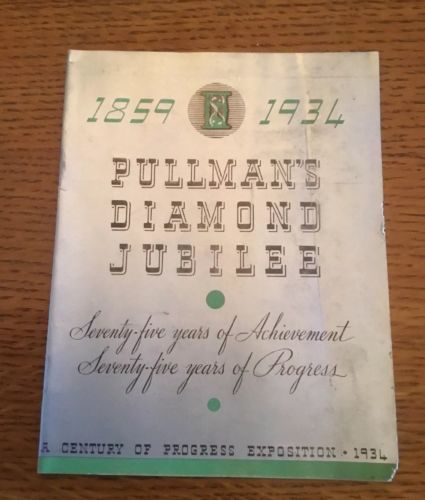 1859 1934
PULLMAN'S
DIAMOND
JUBILEE
Seventy-five years of Achievement
Seventy-five years of Progress
A CENTURY OF PROGRESS EXPOSITION • 1934